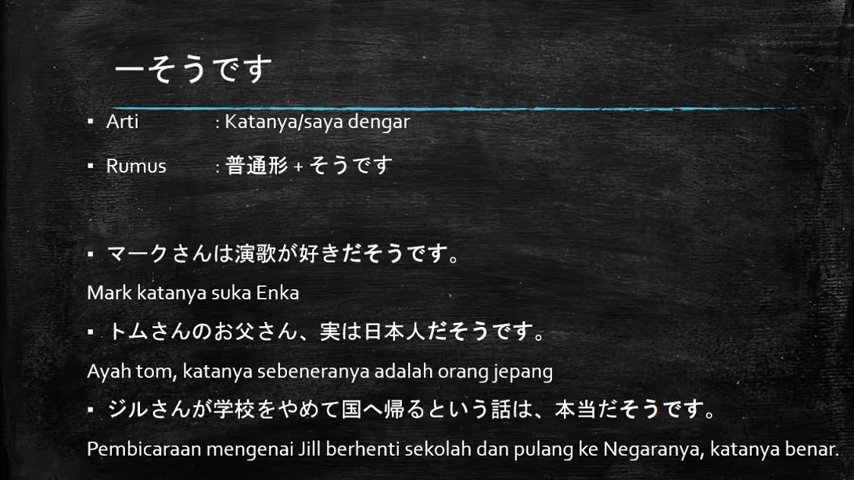 ーそうです
▪ Arti : Katanya/saya dengar
▪ Rumus : 普通形 + そうです
▪ マークさんは演歌が好きだそうです。
Mark katanya suka Enka
▪ トムさんのお父さん、実は日本人だそうです。
Ayah tom, katanya sebeneranya adalah orang jepang
▪ ジルさんが学校をやめて国へ帰るという話は、本当だそうです。
Pembicaraan mengenai Jill berhenti sekolah dan pulang ke Negaranya, katanya benar.